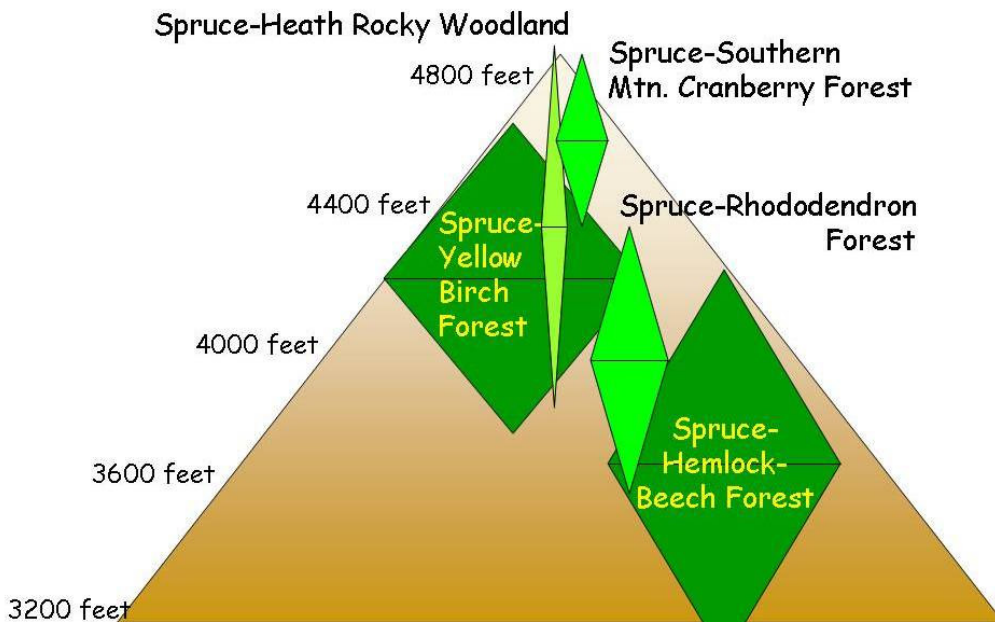 Spruce-Heath Rocky Woodland
Spruce-Southern
Mtn. Cranberry Forest
4800 feet
4400 feet
Spruce-Rhododendron
Forest
Spruce-
Yellow
Birch
Forest
4000 feet
Spruce-
Hemlock-
Beech Forest
3600 feet
3200 feet